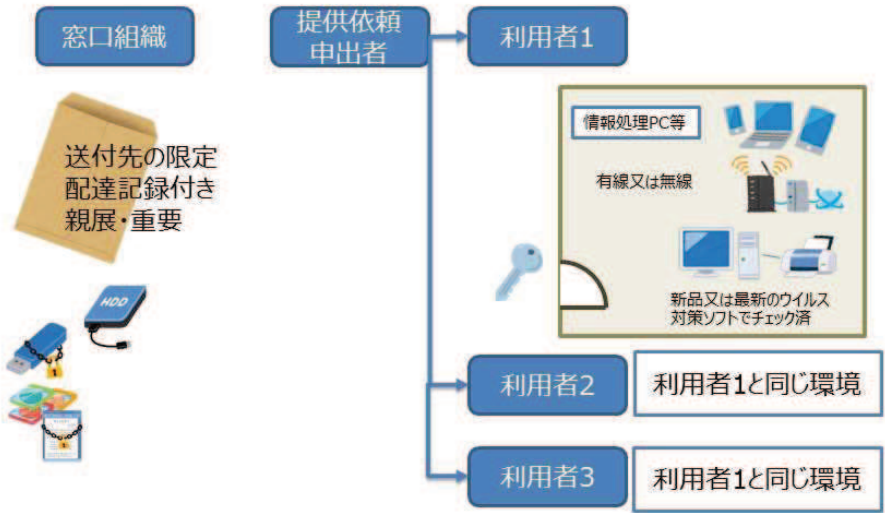 窓口組織
提供依頼
申出者
利用者1
送付先の限定
配達記録付き
親展・重要
情報処理PC等
有線又は無線
新品又は最新のウイルス
対策ソフトでチェック済
HDD
利用者2
利用者1と同じ環境
利用者3
利用者1と同じ環境